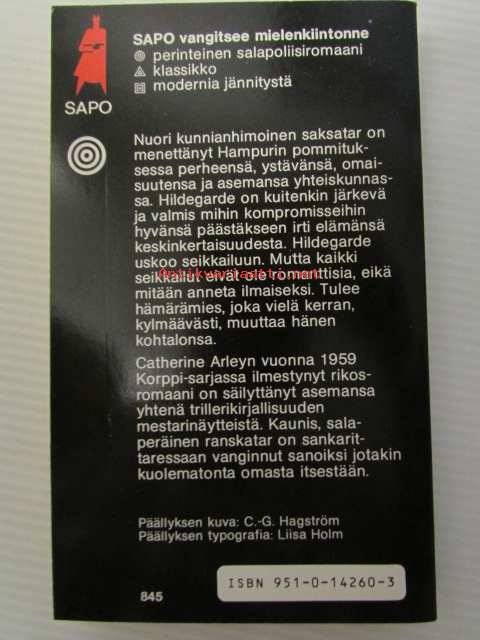 SAPO vangitsee mielenkiintonne
perinteinen salapoliisiromaani
klassikko
modernia jännitystä
SAPO
Nuori kunnianhimoinen saksatar on
menettänyt Hampurin pommituk-
sessa perheensä, ystävänsä, omai-
suutensa ja asemansa yhteiskunnas-
sa. Hildegarde on kuitenkin järkevä
ja valmis mihin kompromisseihin
hyvänsä päästäkseen irti elämänsä
keskinkertaisuudesta. Hildegarde
uskoo seikkailuun. Mutta kaikki
seikkailut eivät ole romanttisia, eikä
mitään anneta ilmaiseksi. Tulee
hämärämies, joka vielä kerran,
kylmäävästi, muuttaa hänen
kohtalonsa.
Catherine Arleyn vuonna 1959
Korppi-sarjassa ilmestynyt rikos-
romaani on säilyttänyt asemansa
yhtenä trillerikirjallisuuden
mestarinäytteistä. Kaunis, sala-
peräinen ranskatar on sankarit-
taressaan vanginnut sanoiksi jotakin
kuolematonta omasta itsestään.
Päällyksen kuva: C.-G. Hagström
Päällyksen typografia: Liisa Holm
845
ISBN 951-0-14260-3